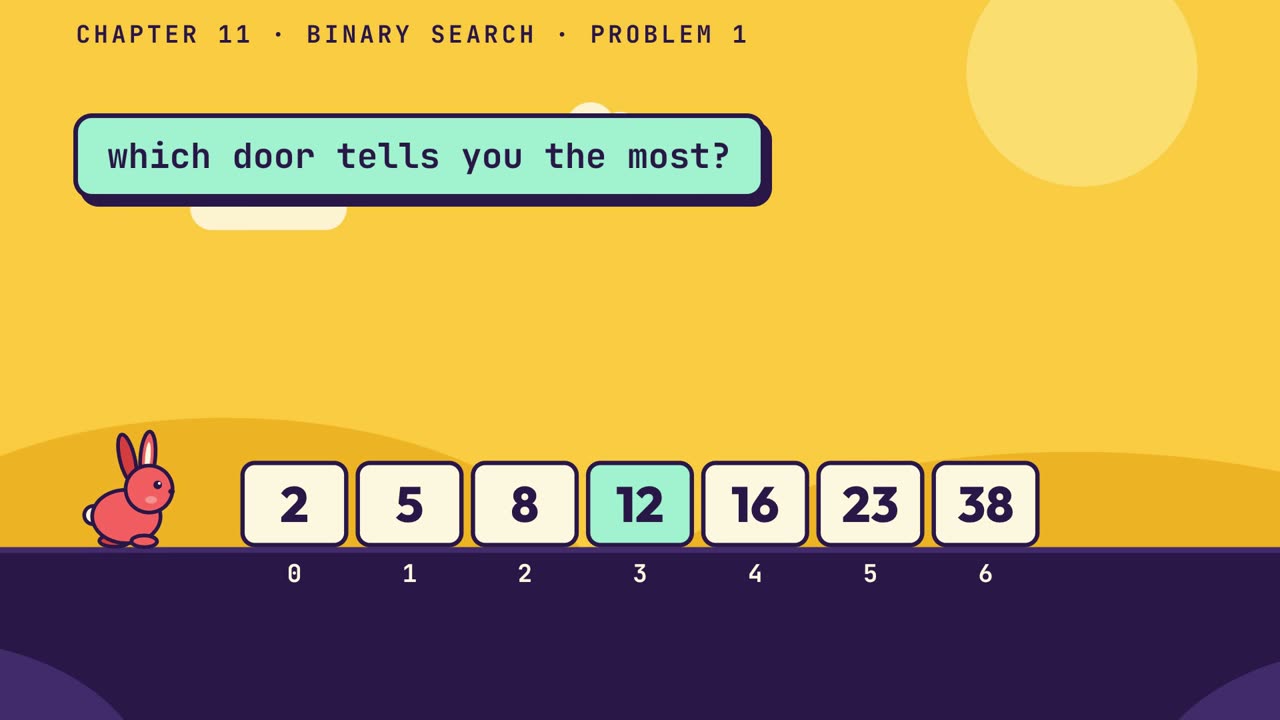 CHAPTER 11 · BINARY SEARCH · PROBLEM 1
which door tells you the most?
2 5 8 12 16 23 38
0 1 2 3 4 5 6